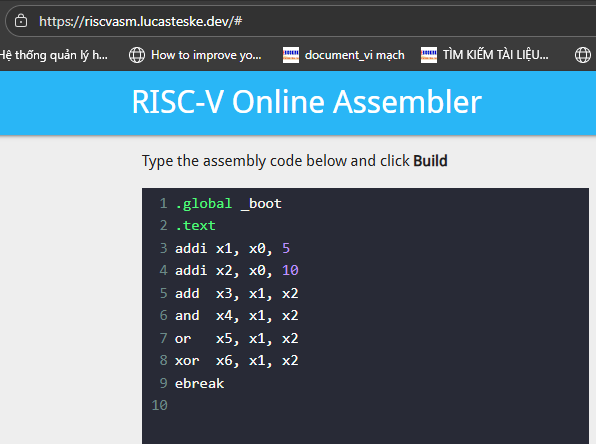 https://riscvasm.lucasteske.dev/#
Hệ thống quản lý h... How to improve yo... document_vi mạch TÌM KIẾM TÀI LIỆU...
RISC-V Online Assembler
Type the assembly code below and click Build
1 .global _boot
2 .text
3 addi x1, x0, 5
4 addi x2, x0, 10
5 add  x3, x1, x2
6 and  x4, x1, x2
7 or   x5, x1, x2
8 xor  x6, x1, x2
9 ebreak
10